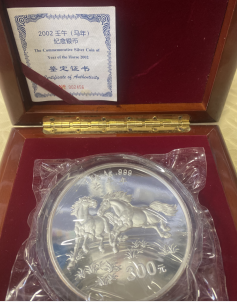 2002 壬午（马年）
纪念银币
The Commemorative Silver Coin of
Year of the Horse 2002
鉴定证书
Certificate of Authenticity
Ag .999
300元